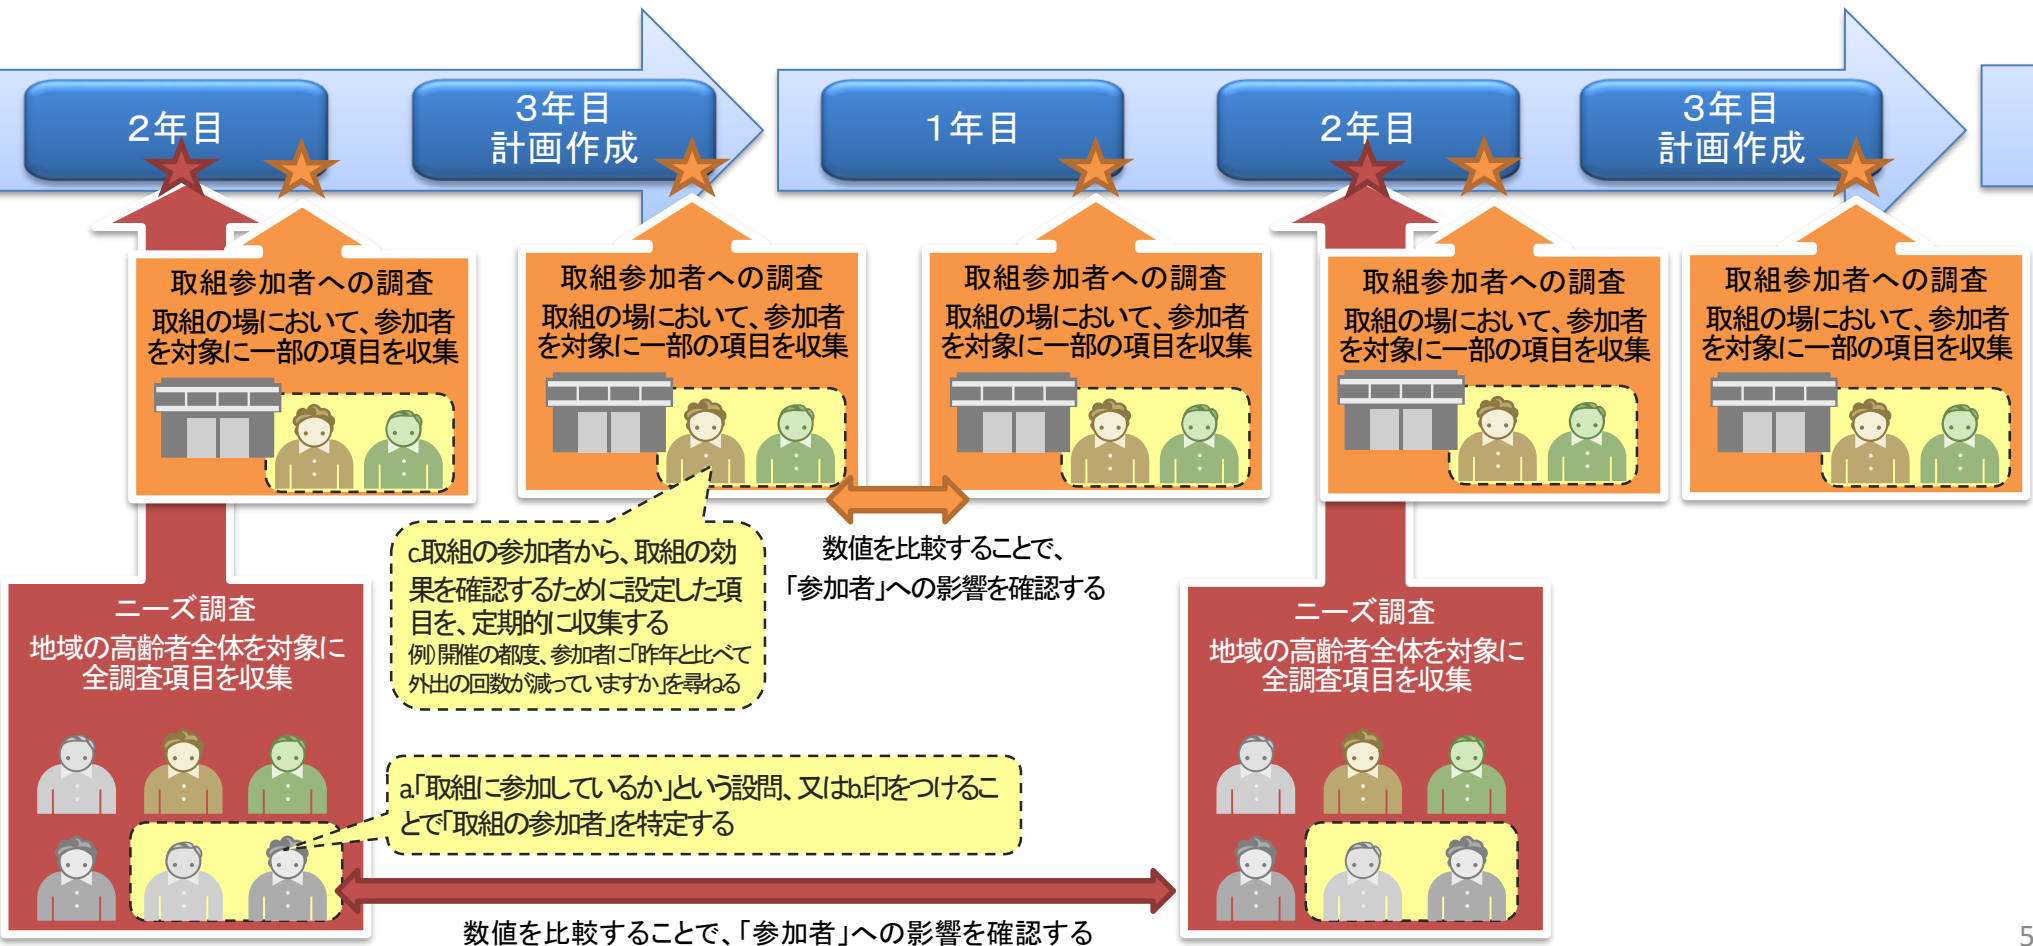 2年目
3年目
計画作成
1年目
2年目
3年目
計画作成
取組参加者への調査
取組の場において、参加者
を対象に一部の項目を収集
取組参加者への調査
取組の場において、参加者
を対象に一部の項目を収集
取組参加者への調査
取組の場において、参加者
を対象に一部の項目を収集
取組参加者への調査
取組の場において、参加者
を対象に一部の項目を収集
取組参加者への調査
取組の場において、参加者
を対象に一部の項目を収集
c.取組の参加者から、取組の効
果を確認するために設定した項
目を、定期的に収集する
例)開催の都度、参加者に「昨年と比べて
外出の回数が減っていますか」を尋ねる
数値を比較することで、
「参加者」への影響を確認する
ニーズ調査
地域の高齢者全体を対象に
全調査項目を収集
ニーズ調査
地域の高齢者全体を対象に
全調査項目を収集
a.「取組に参加しているか」という設問、又はb.印をつけるこ
とで「取組の参加者」を特定する
数値を比較することで、「参加者」への影響を確認する
5